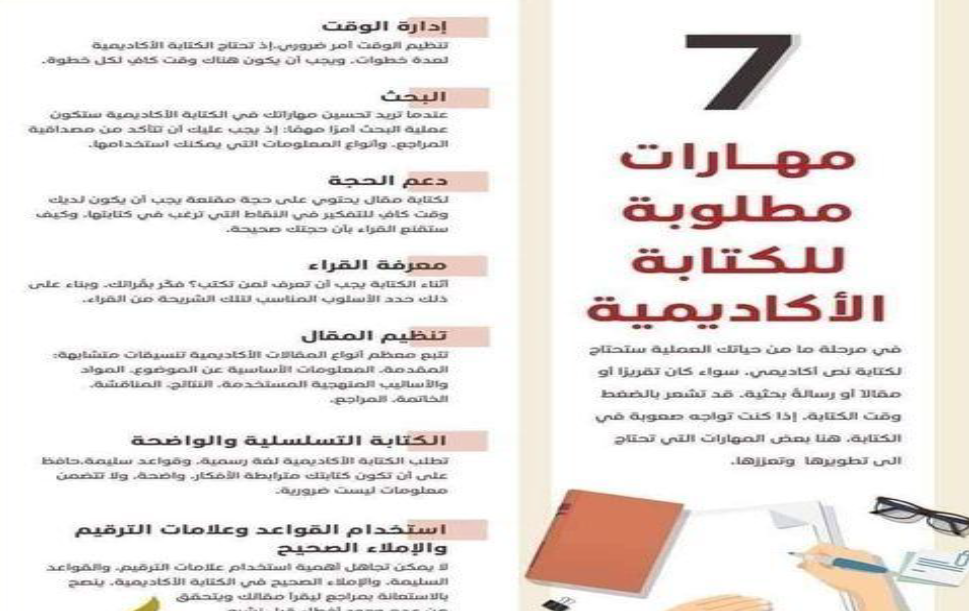 7
مهـارات
مطلوبة
للكتابة
الأكاديمية
في مرحلة ما من حياتك العملية ستحتاج
لكتابة نص أكاديمي، سواء كان تقريرًا أو
مقالًا أو رسالةً بحثية، قد تشعر بالضغط
وقت الكتابة، إذا كنت تواجه صعوبة في
الكتابة، هنا بعض المهارات التي تحتاج
الى تطويرها وتعززها.
إدارة الوقت
تنظيم الوقت أمر ضروري،إذ تحتاج الكتابة الأكاديمية
لعدة خطوات، ويجب أن يكون هناك وقت كافٍ لكل خطوة.
البحث
عندما تريد تحسين مهاراتك في الكتابة الأكاديمية ستكون
عملية البحث أمرًا مهمًا؛ إذ يجب عليك أن تتأكد من مصداقية
المراجع، وأنواع المعلومات التي يمكنك استخدامها.
دعم الحجة
لكتابة مقال يحتوي على حجة مقنعة يجب أن يكون لديك
وقت كافٍ للتفكير في النقاط التي ترغب في كتابتها، وكيف
ستقنع القراء بأن حجتك صحيحة.
معرفة القراء
أثناء الكتابة يجب أن تعرف لمن تكتب؟ فكّر بقُرائك، وبناء على
ذلك حدد الأسلوب المناسب لتلك الشريحة من القراء.
تنظيم المقال
تتبع معظم أنواع المقالات الأكاديمية تنسيقات متشابهة:
المقدمة، المعلومات الأساسية عن الموضوع، المواد
والأساليب المنهجية المستخدمة، النتائج، المناقشة،
الخاتمة، المراجع.
الكتابة التسلسلية والواضحة
تطلب الكتابة الأكاديمية لغة رسمية، وقواعد سليمة،حافظ
على أن تكون كتابتك مترابطة الأفكار، واضحة، ولا تتضمن
معلومات ليست ضرورية.
استخدام القواعد وعلامات الترقيم
والإملاء الصحيح
لا يمكن تجاهل أهمية استخدام علامات الترقيم، والقواعد
السليمة، والإملاء الصحيح في الكتابة الأكاديمية، ينصح
بالاستعانة بمراجع ليقرأ مقالك ويتحقق